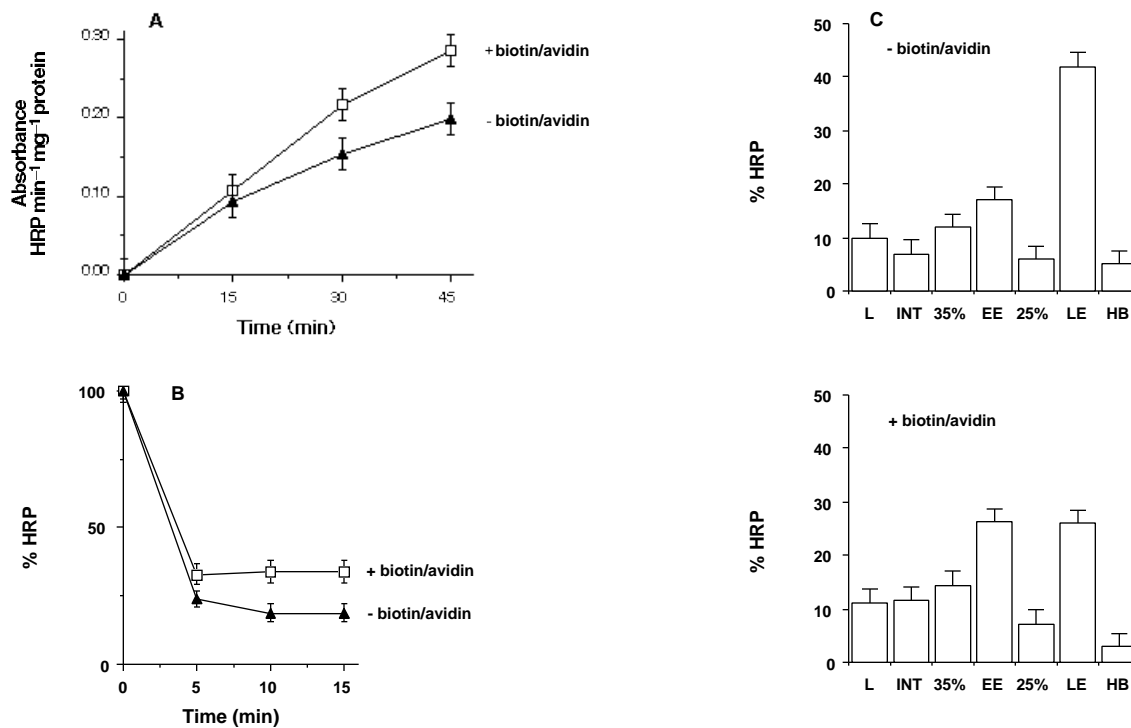 A
Absorbance
HRP min⁻¹ mg⁻¹ protein
0.30
0.20
0.10
0.00
0 15 30 45
Time (min)
+ biotin/avidin
- biotin/avidin
B
% HRP
100
50
0
0 5 10 15
Time (min)
+ biotin/avidin
- biotin/avidin
C
- biotin/avidin
% HRP
50
40
30
20
10
0
L INT 35% EE 25% LE HB
+ biotin/avidin
% HRP
50
40
30
20
10
0
L INT 35% EE 25% LE HB